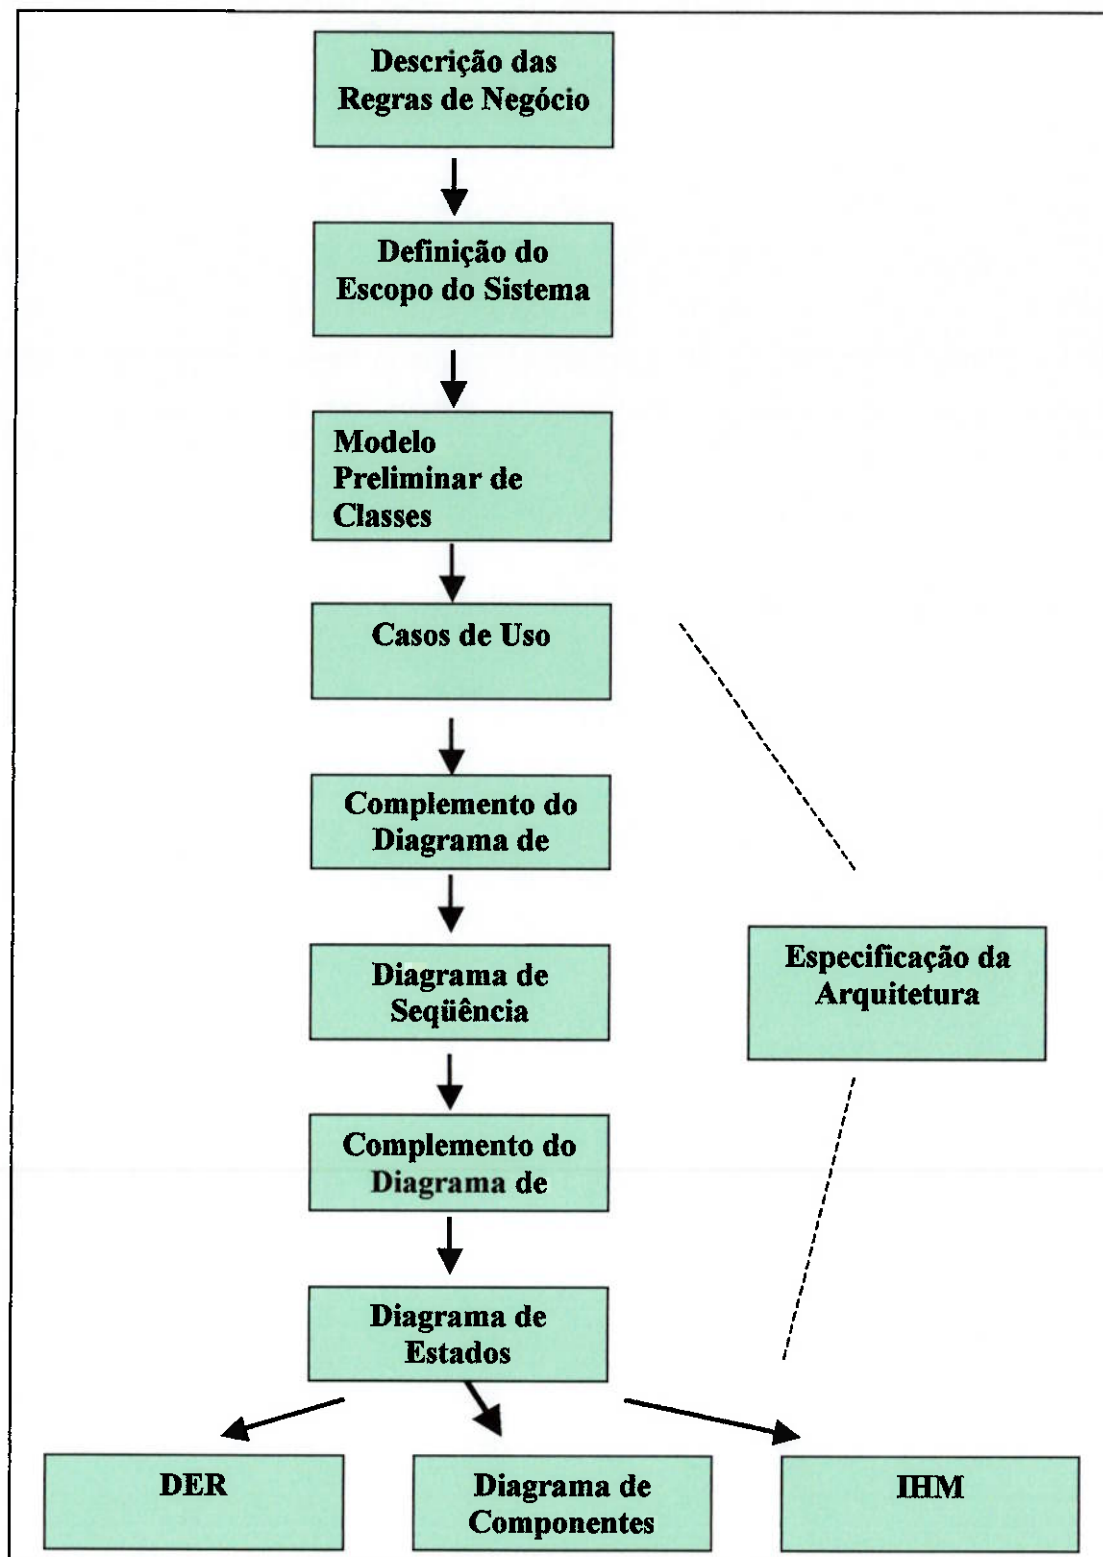 Descrição das
Regras de Negócio
Definição do
Escopo do Sistema
Modelo
Preliminar de
Classes
Casos de Uso
Complemento do
Diagrama de
Diagrama de
Seqüência
Especificação da
Arquitetura
Complemento do
Diagrama de
Diagrama de
Estados
DER
Diagrama de
Componentes
IHM